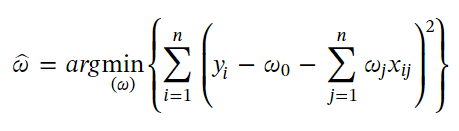 ω̂ = argmin_(ω) { ∑_{i=1}^{n} ( y_i − ω_0 − ∑_{j=1}^{n} ω_j x_{ij} )^2 }